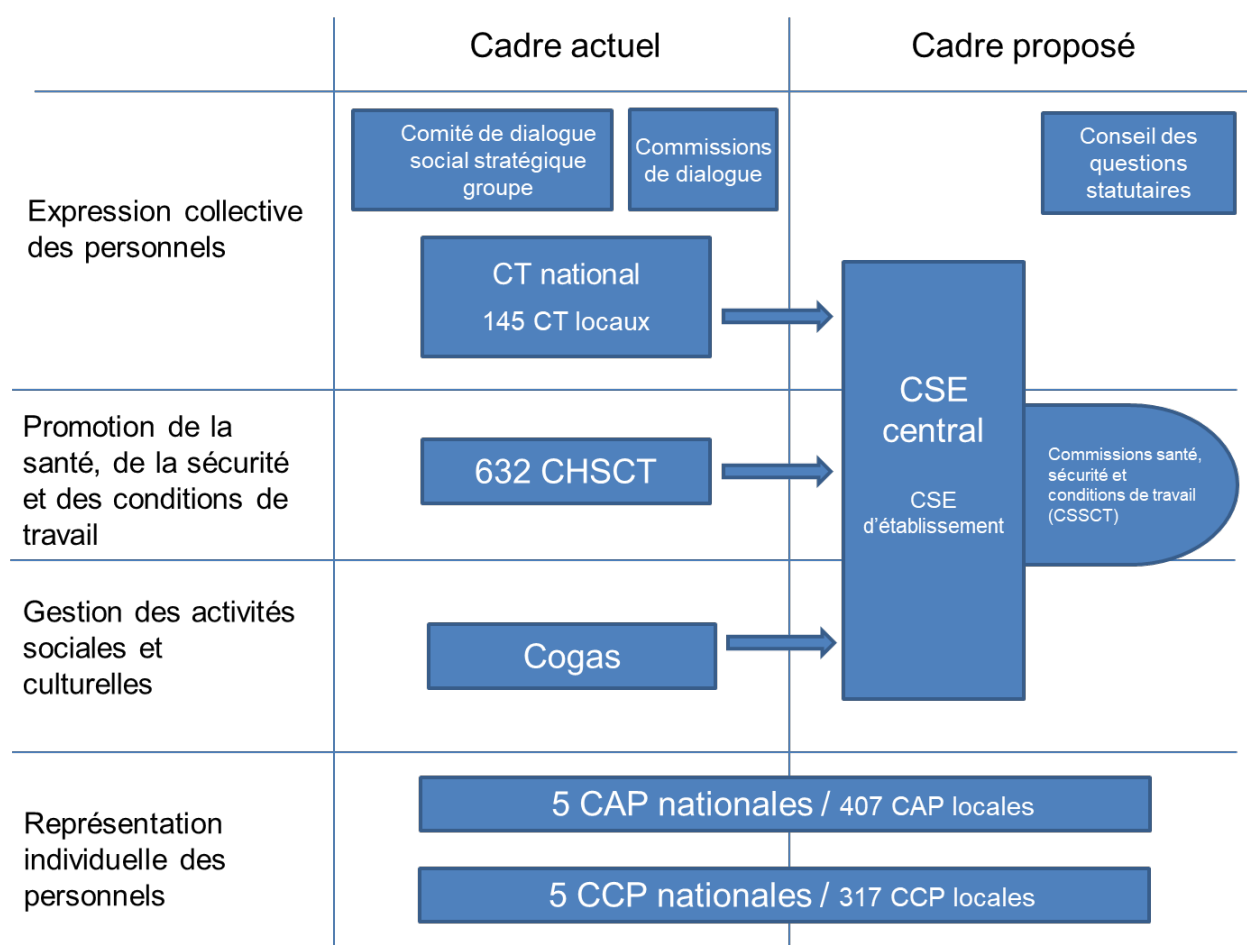 Cadre actuel
Cadre proposé
Expression collective
des personnels
Comité de dialogue
social stratégique
groupe
Commissions
de dialogue
Conseil des
questions
statutaires
CT national
145 CT locaux
CSE
central
CSE
d'établissement
Promotion de la
santé, de la sécurité
et des conditions de
travail
632 CHSCT
Commissions santé,
sécurité et
conditions de travail
(CSSCT)
Gestion des activités
sociales et
culturelles
Cogas
Représentation
individuelle des
personnels
5 CAP nationales / 407 CAP locales
5 CCP nationales / 317 CCP locales